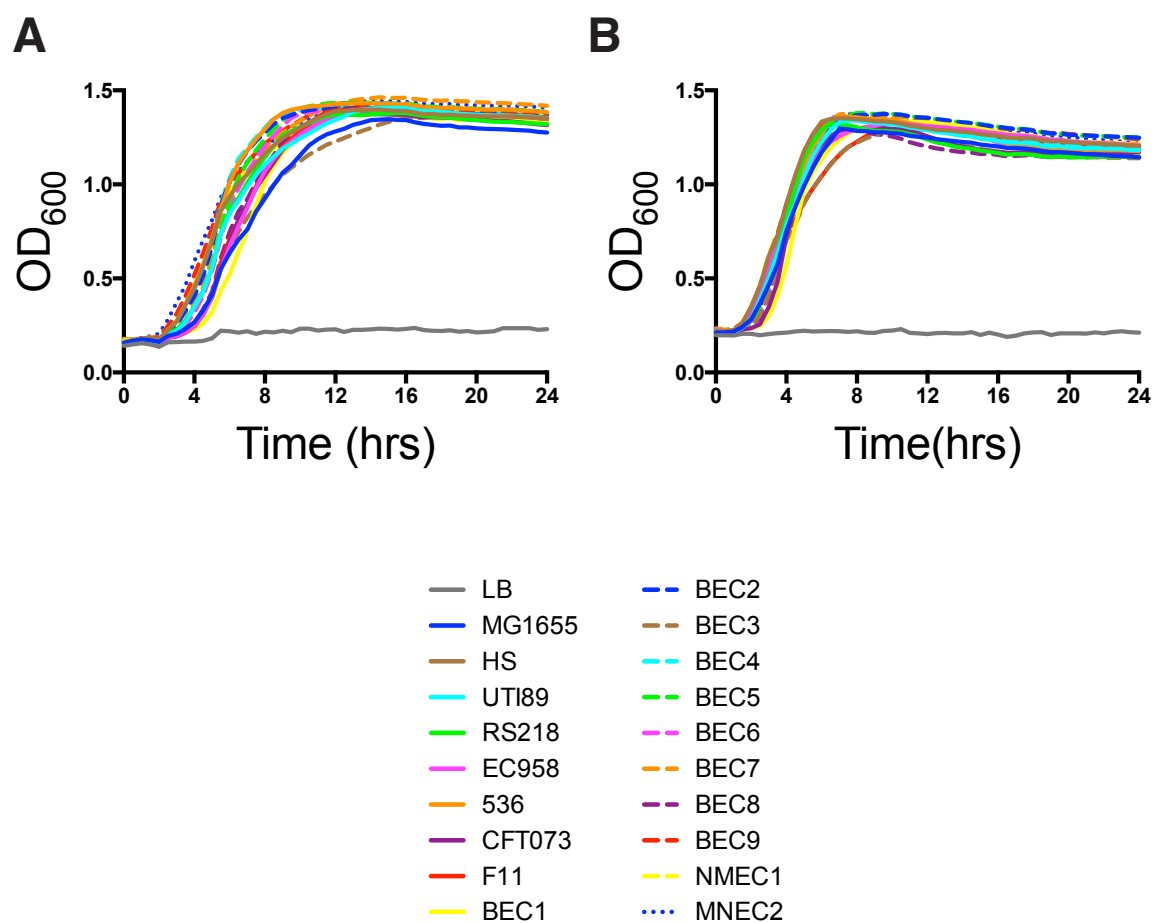 A
B
1.5
1.0
0.5
0.0
OD600
0 4 8 12 16 20 24
Time (hrs)
1.5
1.0
0.5
0.0
OD600
0 4 8 12 16 20 24
Time(hrs)
LB
MG1655
HS
UTI89
RS218
EC958
536
CFT073
F11
BEC1
BEC2
BEC3
BEC4
BEC5
BEC6
BEC7
BEC8
BEC9
NMEC1
MNEC2